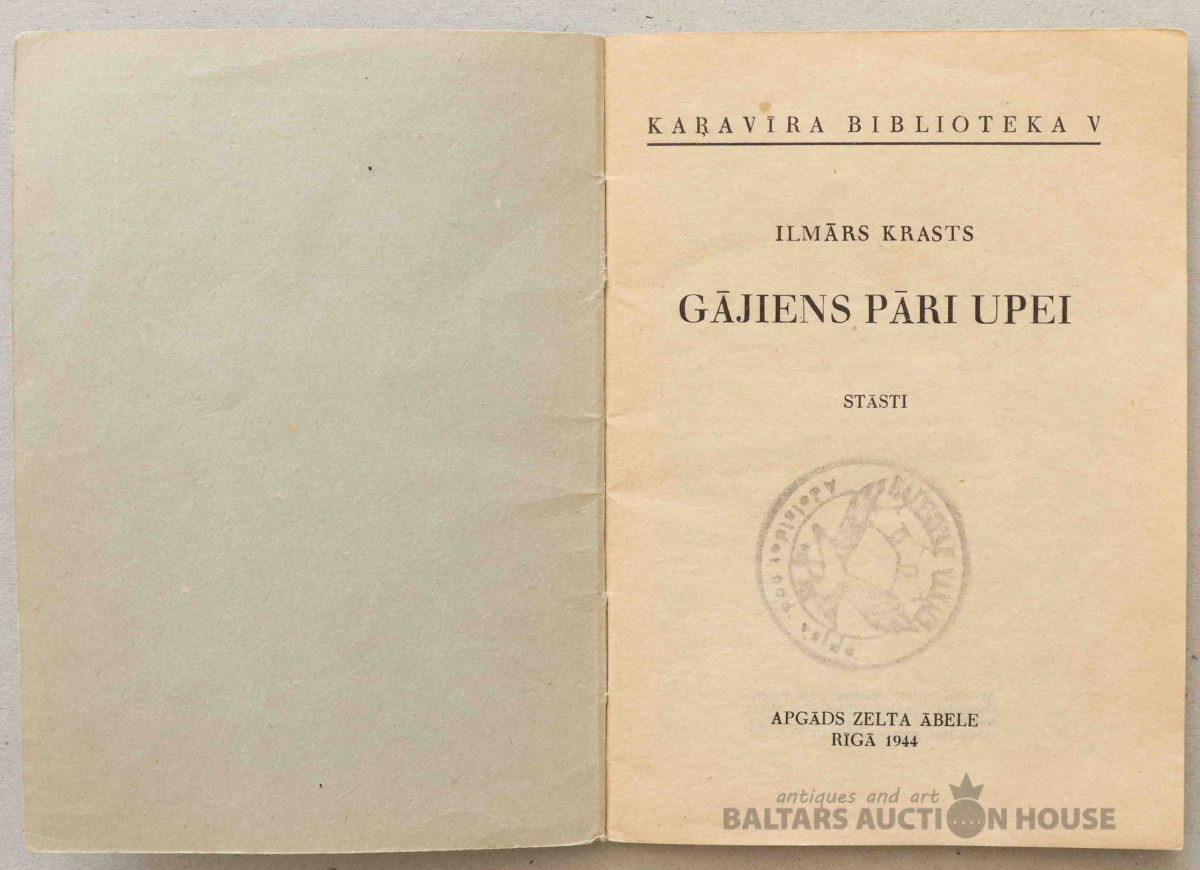 KAŖAVĪRA BIBLIOTEKA V
ILMĀRS KRASTS
GĀJIENS PĀRI UPEI
STĀSTI
APGĀDS ZELTA ĀBELE
RĪGĀ 1944
antiques and art
BALTARS AUCTION HOUSE